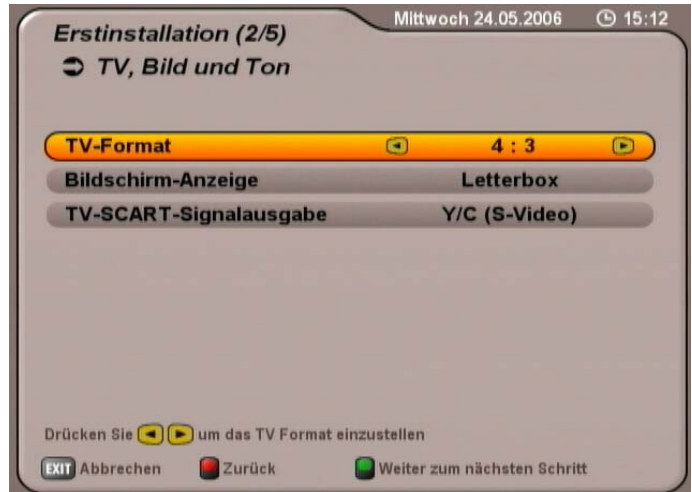 Mittwoch 24.05.2006 15:12
Erstinstallation (2/5)
TV, Bild und Ton
TV-Format 4 : 3
Bildschirm-Anzeige Letterbox
TV-SCART-Signalausgabe Y/C (S-Video)
Drücken Sie um das TV Format einzustellen
EXIT Abbrechen Zurück Weiter zum nächsten Schritt